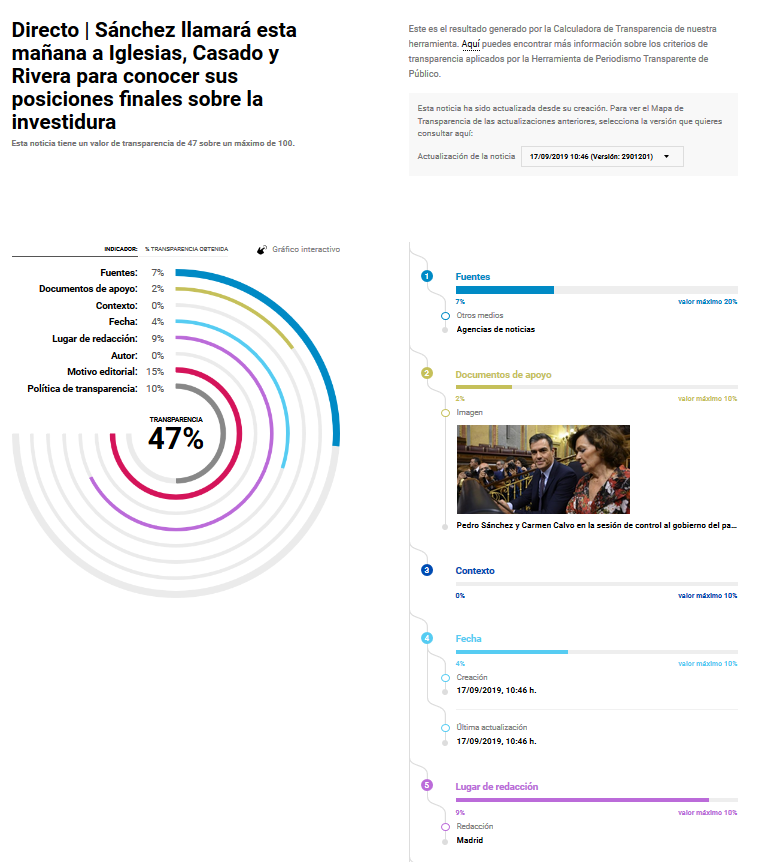 Directo | Sánchez llamará esta
mañana a Iglesias, Casado y
Rivera para conocer sus
posiciones finales sobre la
investidura
Esta noticia tiene un valor de transparencia de 47 sobre un máximo de 100.
Este es el resultado generado por la Calculadora de Transparencia de nuestra
herramienta. Aquí puedes encontrar más información sobre los criterios de
transparencia aplicados por la Herramienta de Periodismo Transparente de
Público.
Esta noticia ha sido actualizada desde su creación. Para ver el Mapa de
Transparencia de las actualizaciones anteriores, selecciona la versión que quieres
consultar aquí:
Actualización de la noticia 17/09/2019 10:46 (Versión: 2901201)
INDICADOR: % TRANSPARENCIA OBTENIDA Gráfico interactivo
Fuentes: 7%
Documentos de apoyo: 2%
Contexto: 0%
Fecha: 4%
Lugar de redacción: 9%
Autor: 0%
Motivo editorial: 15%
Política de transparencia: 10%
TRANSPARENCIA
47%
1 Fuentes
7% valor máximo 20%
Otros medios
Agencias de noticias
2 Documentos de apoyo
2% valor máximo 10%
Imagen
Pedro Sánchez y Carmen Calvo en la sesión de control al gobierno del pa...
3 Contexto
0% valor máximo 10%
4 Fecha
4% valor máximo 10%
Creación
17/09/2019, 10:46 h.
Última actualización
17/09/2019, 10:46 h.
5 Lugar de redacción
9% valor máximo 10%
Redacción
Madrid